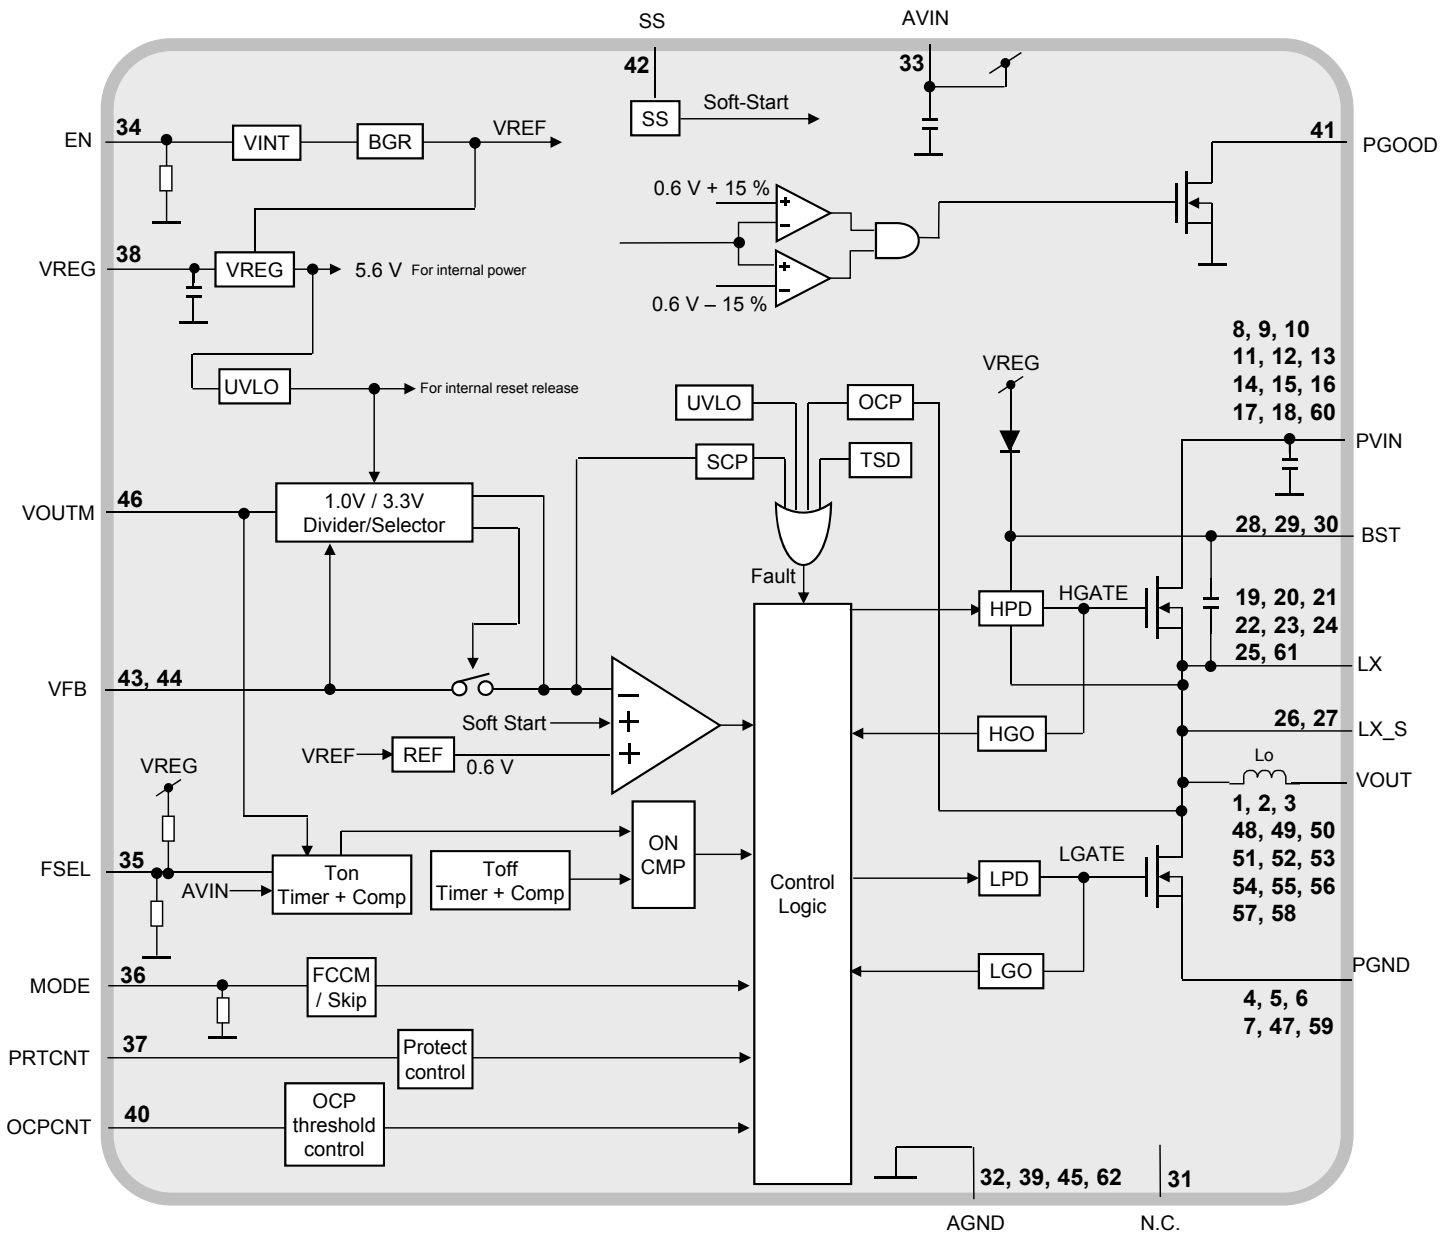 SS
AVIN
42
33
SS
Soft-Start
EN
34
VINT
BGR
VREF
41
PGOOD
0.6 V + 15 %
+
−
+
−
0.6 V – 15 %
VREG
38
VREG
5.6 V For internal power
UVLO
For internal reset release
VREG
8, 9, 10
11, 12, 13
14, 15, 16
17, 18, 60
PVIN
UVLO
OCP
SCP
TSD
VOUTM
46
1.0V / 3.3V
Divider/Selector
28, 29, 30
BST
Fault
HPD
HGATE
19, 20, 21
22, 23, 24
25, 61
LX
VFB
43, 44
−
+
+
Soft Start
VREF
REF
0.6 V
HGO
26, 27
LX_S
Lo
VOUT
1, 2, 3
48, 49, 50
51, 52, 53
54, 55, 56
57, 58
VREG
FSEL
35
AVIN
Ton
Timer + Comp
Toff
Timer + Comp
ON
CMP
Control
Logic
LPD
LGATE
LGO
PGND
4, 5, 6
7, 47, 59
MODE
36
FCCM
/ Skip
PRTCNT
37
Protect
control
OCPCNT
40
OCP
threshold
control
32, 39, 45, 62
31
AGND
N.C.